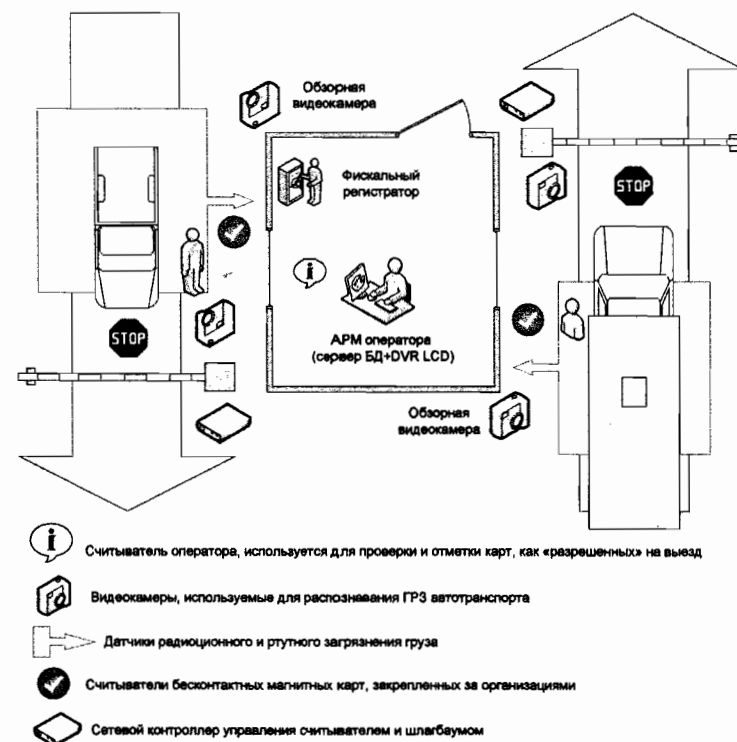 Обзорная
видеокамера
Фискальный
регистратор
STOP
i
STOP
АРМ оператора
(сервер БД+DVR LCD)
Обзорная
видеокамера
i Считыватель оператора, используется для проверки и отметки карт, как «разрешенных» на выезд
Видеокамеры, используемые для распознавания ГРЗ автотранспорта
Датчики радиоционного и ртутного загрязнения груза
Считыватели бесконтактных магнитных карт, закрепленных за организациями
Сетевой контроллер управления считывателем и шлагбаумом